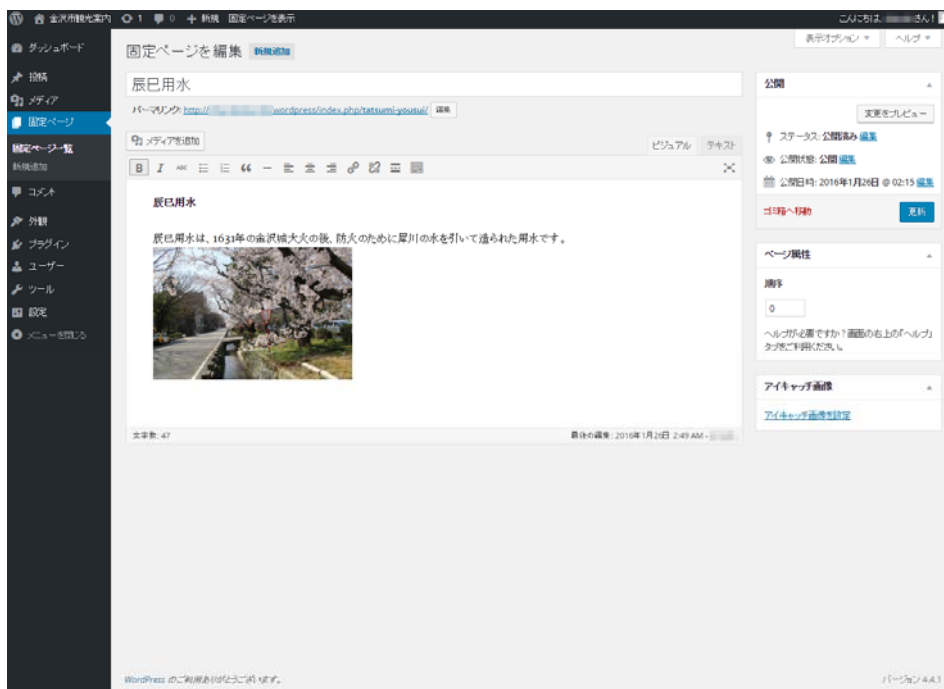 金沢市観光案内 1 0 新規 固定ページを表示
こんにちは、 さん!
表示オプション ヘルプ
ダッシュボード
投稿
メディア
固定ページ
固定ページ一覧
新規追加
コメント
外観
プラグイン
ユーザー
ツール
設定
メニューを閉じる
固定ページを編集 新規追加
辰巳用水
パーマリンク: http:// wordpress/index.php/tatsumi-yousui/ 編集
メディアを追加
ビジュアル テキスト
B I ABC
辰巳用水
辰巳用水は、1631年の金沢城大火の後、防火のために犀川の水を引いて造られた用水です。
文字数: 47
最後の編集: 2016年1月26日 2:49 AM -
公開
変更をプレビュー
ステータス: 公開済み 編集
公開状態: 公開 編集
公開日時: 2016年1月26日 @ 02:15 編集
ゴミ箱へ移動 更新
ページ属性
順序
0
ヘルプが必要ですか ? 画面の右上の「ヘルプ」
タブをご利用ください。
アイキャッチ画像
アイキャッチ画像を設定
WordPress のご利用ありがとうございます。
バージョン 4.4.1